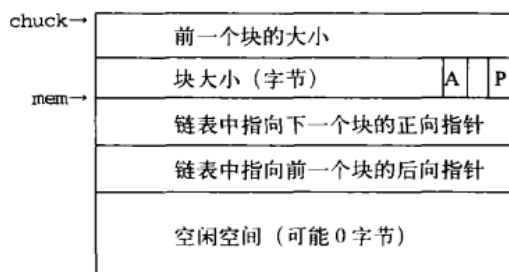 chuck→
前一个块的大小
块大小（字节） A P
mem→
链表中指向下一个块的正向指针
链表中指向前一个块的后向指针
空闲空间（可能0字节）